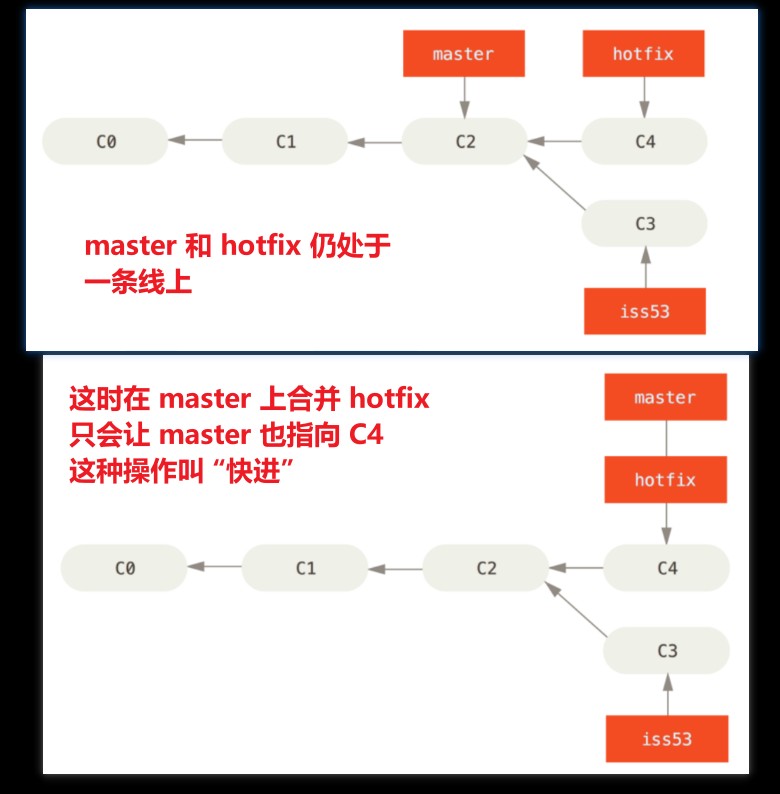 master hotfix
C0 C1 C2 C4
C3
master 和 hotfix 仍处于
一条线上
iss53
这时在 master 上合并 hotfix
只会让 master 也指向 C4
这种操作叫 “快进”
master
hotfix
C0 C1 C2 C4
C3
iss53